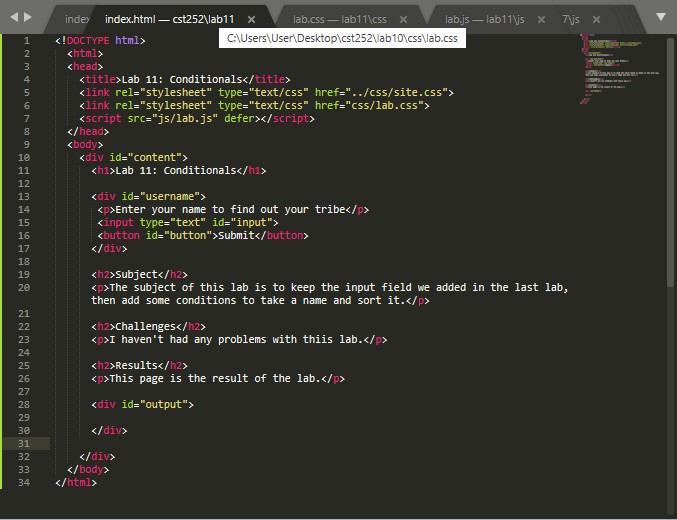 index
index.html — cst252\lab11
lab.css — lab11\css
lab.js — lab11\js
7\js
C:\Users\User\Desktop\cst252\lab10\css\lab.css
1 <!DOCTYPE html>
2 <html>
3 <head>
4 <title>Lab 11: Conditionals</title>
5 <link rel="stylesheet" type="text/css" href="../css/site.css">
6 <link rel="stylesheet" type="text/css" href="css/lab.css">
7 <script src="js/lab.js" defer></script>
8 </head>
9 <body>
10 <div id="content">
11 <h1>Lab 11: Conditionals</h1>
12
13 <div id="username">
14 <p>Enter your name to find out your tribe</p>
15 <input type="text" id="input">
16 <button id="button">Submit</button>
17 </div>
18
19 <h2>Subject</h2>
20 <p>The subject of this lab is to keep the input field we added in the last lab,
then add some conditions to take a name and sort it.</p>
21
22 <h2>Challenges</h2>
23 <p>I haven't had any problems with thiis lab.</p>
24
25 <h2>Results</h2>
26 <p>This page is the result of the lab.</p>
27
28 <div id="output">
29
30 </div>
31
32 </div>
33 </body>
34 </html>